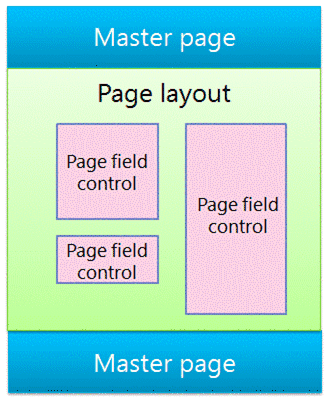 Master page
Page layout
Page field
control
Page field
control
Page field
control
Master page